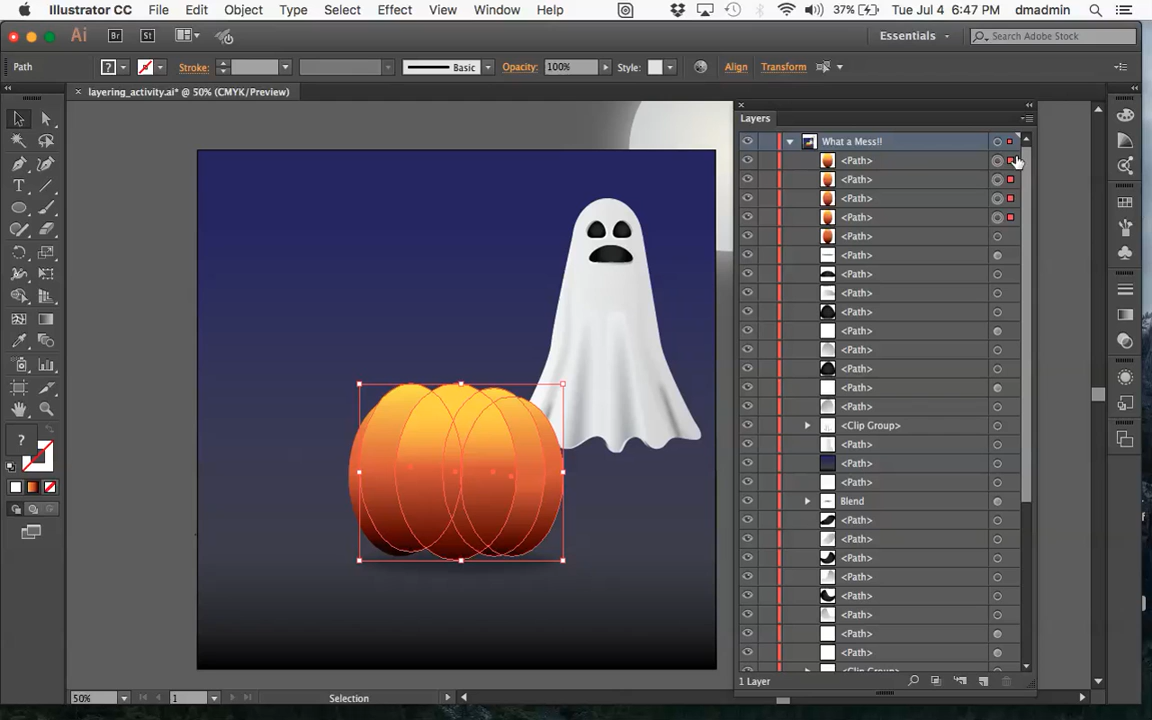 Illustrator CC File Edit Object Type Select Effect View Window Help 37% Tue Jul 4 6:47 PM dmadmin
Ai Br St Essentials Search Adobe Stock
Path ? Stroke: Basic Opacity: 100% Style: Align Transform
× layering_activity.ai* @ 50% (CMYK/Preview)
Layers
What a Mess!!
<Path>
<Path>
<Path>
<Path>
<Path>
<Path>
<Path>
<Path>
<Path>
<Path>
<Path>
<Path>
<Path>
<Path>
<Clip Group>
<Path>
<Path>
<Path>
Blend
<Path>
<Path>
<Path>
<Path>
<Path>
<Path>
<Path>
<Path>
<Clip Group>
?
1 Layer
50% 1 Selection